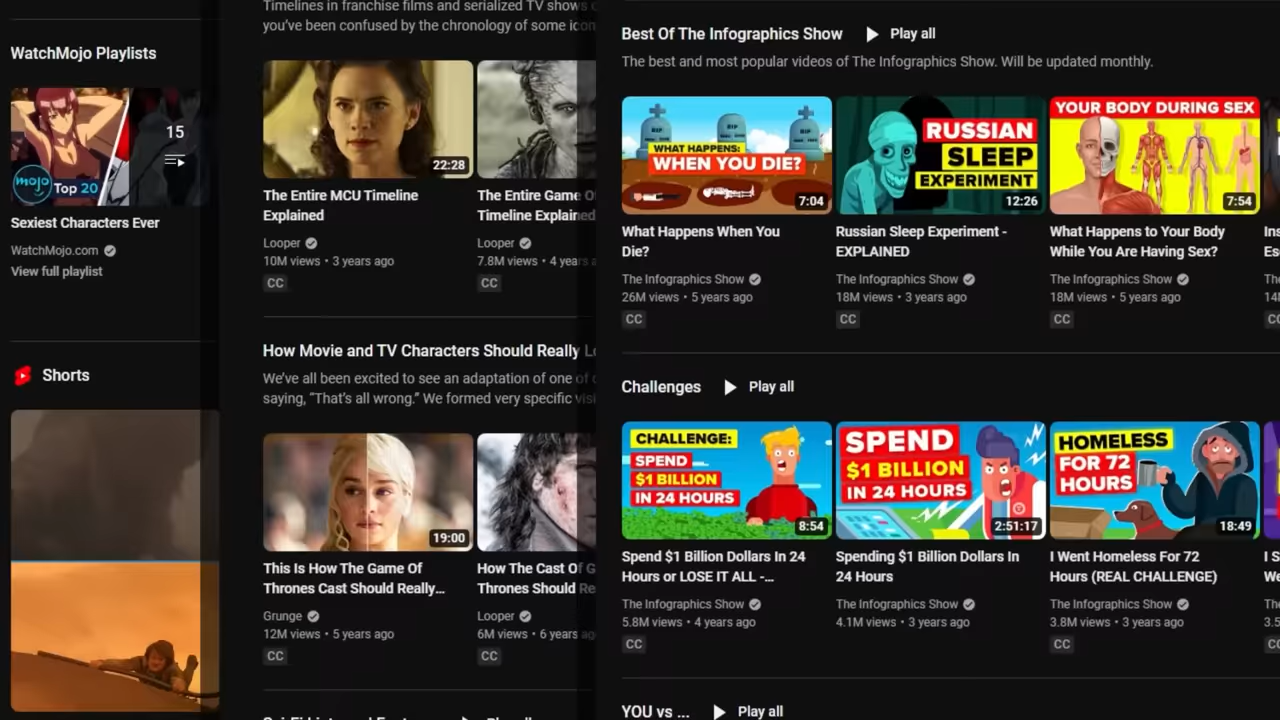 WatchMojo Playlists
15
mojo
Top 20
Sexiest Characters Ever
WatchMojo.com
View full playlist
Shorts
Timelines in franchise films and serialized TV shows
you've been confused by the chronology of some
22:28
The Entire MCU Timeline
Explained
Looper
10M views • 3 years ago
CC
The Entire Game
Timeline Explained
Looper
7.8M views • 4 years
CC
How Movie and TV Characters Should Really
We've all been excited to see an adaptation of one of
saying, "That's all wrong." We formed very specific
19:00
This Is How The Game Of
Thrones Cast Should Really...
Grunge
12M views • 5 years ago
CC
How The Cast Of
Thrones Should
Looper
6M views • 6 years ago
CC
Best Of The Infographics Show
Play all
The best and most popular videos of The Infographics Show. Will be updated monthly.
RIP
RIP
RIP
WHAT HAPPENS:
WHEN YOU DIE?
7:04
What Happens When You
Die?
The Infographics Show
26M views • 5 years ago
CC
RUSSIAN
SLEEP
EXPERIMENT
12:26
Russian Sleep Experiment -
EXPLAINED
The Infographics Show
18M views • 3 years ago
CC
YOUR BODY DURING SEX
7:54
What Happens to Your Body
While You Are Having Sex?
The Infographics Show
18M views • 5 years ago
CC
Challenges
Play all
CHALLENGE:
SPEND
$1 BILLION
IN 24 HOURS
8:54
Spend $1 Billion Dollars In 24
Hours or LOSE IT ALL -...
The Infographics Show
5.8M views • 4 years ago
CC
SPEND
$1 BILLION
IN 24 HOURS
2:51:17
Spending $1 Billion Dollars In
24 Hours
The Infographics Show
4.1M views • 3 years ago
HOMELESS
FOR 72
HOURS
18:49
I Went Homeless For 72
Hours (REAL CHALLENGE)
The Infographics Show
3.8M views • 3 years ago
CC
YOU vs ...
Play all